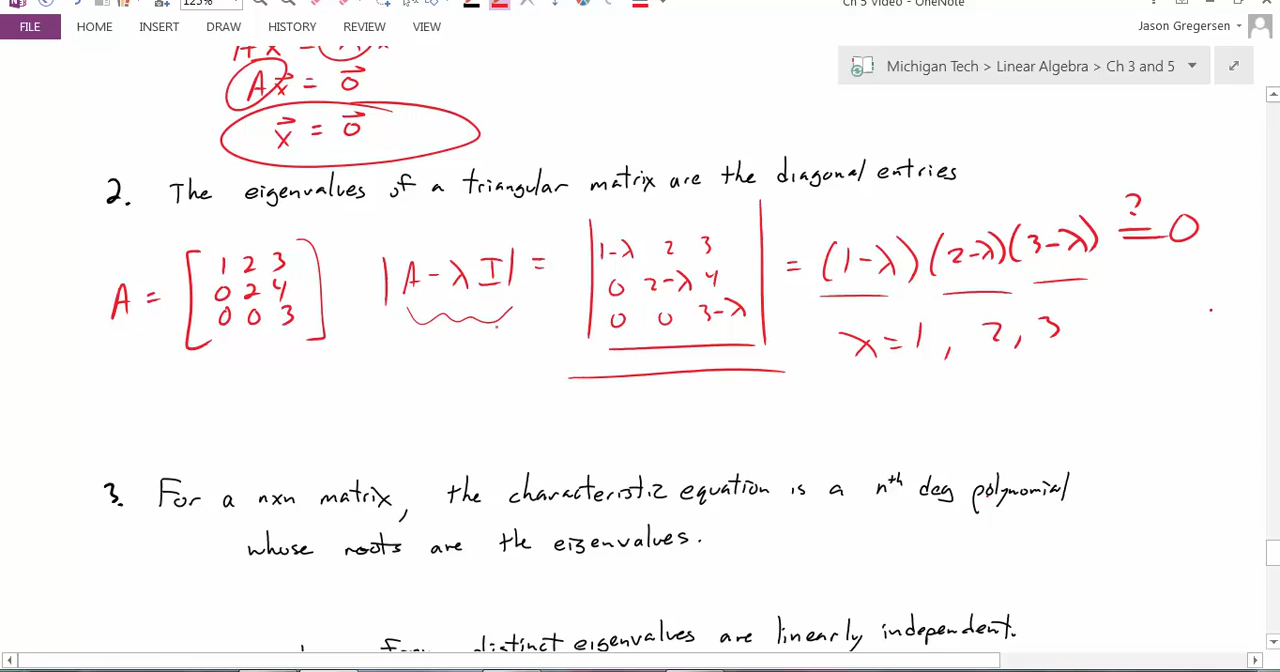 125%
Ch 5 Video - OneNote
FILE HOME INSERT DRAW HISTORY REVIEW VIEW
Jason Gregersen
Michigan Tech > Linear Algebra > Ch 3 and 5
Ax⃗ = 0⃗
x⃗ = 0⃗
2. The eigenvalues of a triangular matrix are the diagonal entries
A = [1 2 3
0 2 4
0 0 3]
|A - λ I| =
|1-λ 2 3
0 2-λ 4
0 0 3-λ|
= (1-λ)(2-λ)(3-λ) ?= 0
λ = 1, 2, 3
3. For a nxn matrix, the characteristic equation is a nth deg polynomial
whose roots are the eigenvalues.
distinct eigenvalues are linearly independent.